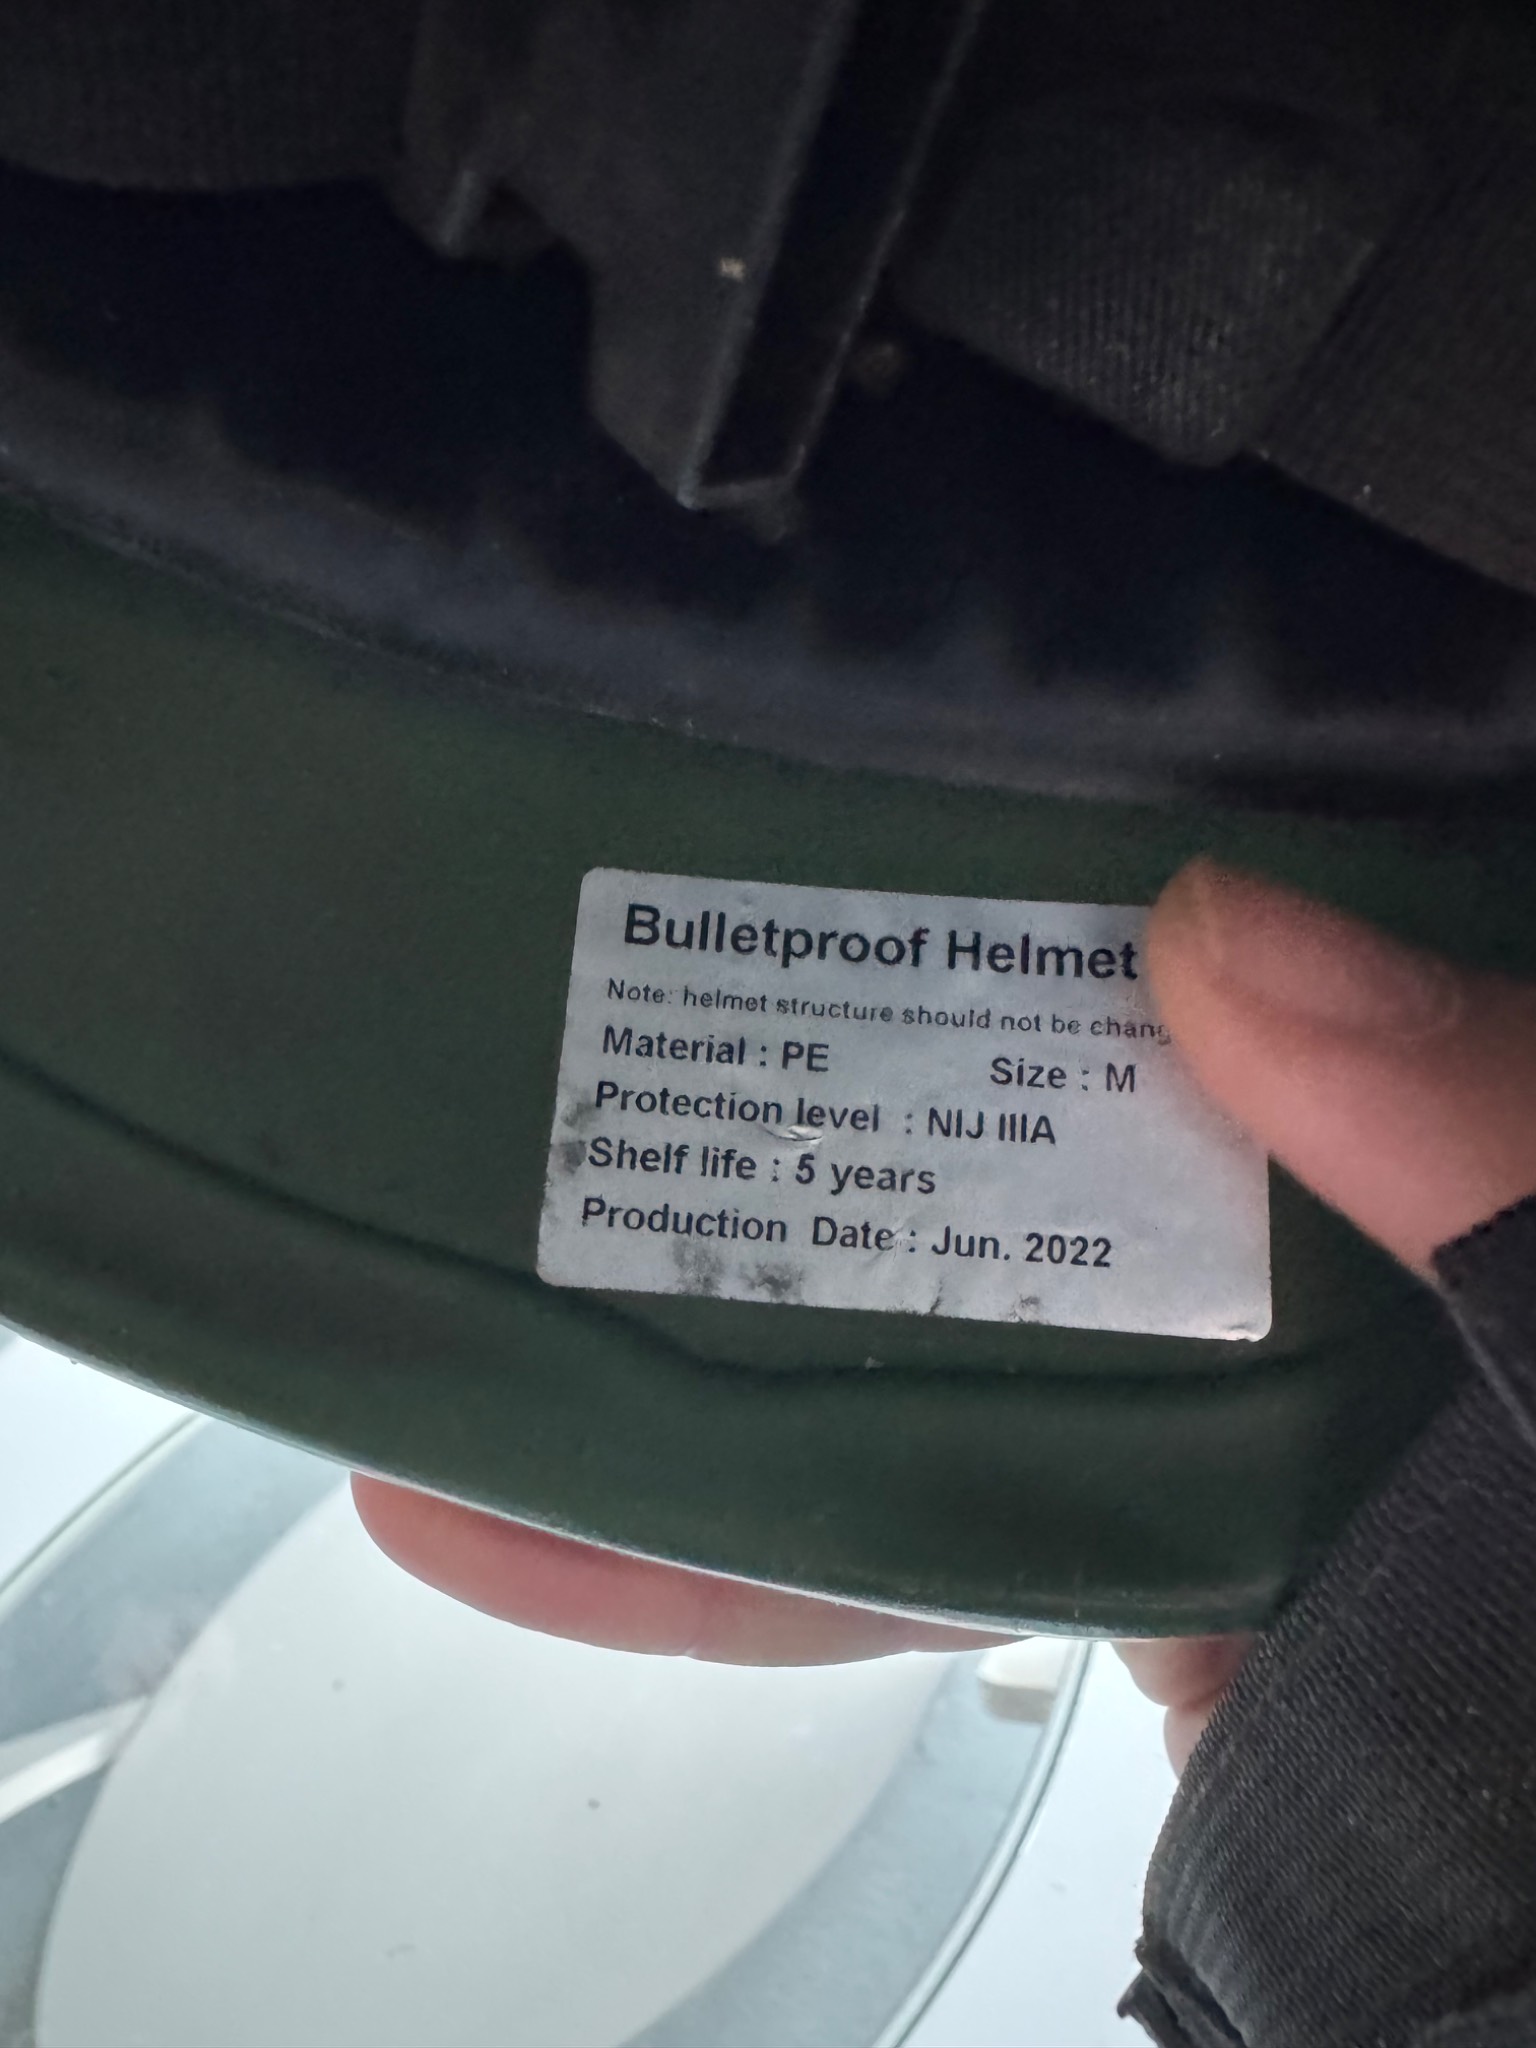 Bulletproof Helmet
Note: helmet structure should not be
Material : PE Size : M
Protection level : NIJ IIIA
Shelf life : 5 years
Production Date : Jun. 2022